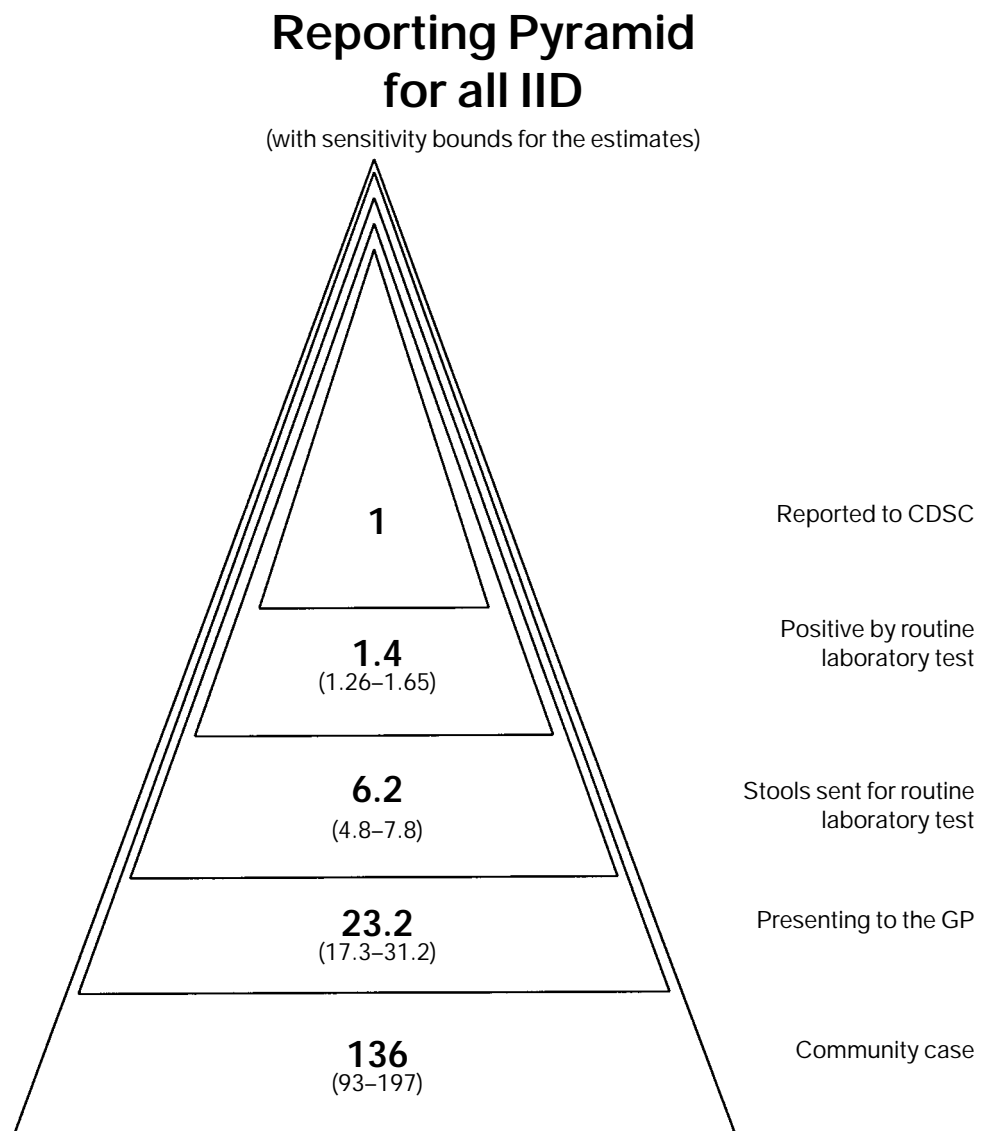 Reporting Pyramid
for all IID
(with sensitivity bounds for the estimates)
1
Reported to CDSC
1.4
(1.26–1.65)
Positive by routine
laboratory test
6.2
(4.8–7.8)
Stools sent for routine
laboratory test
23.2
(17.3–31.2)
Presenting to the GP
136
(93–197)
Community case